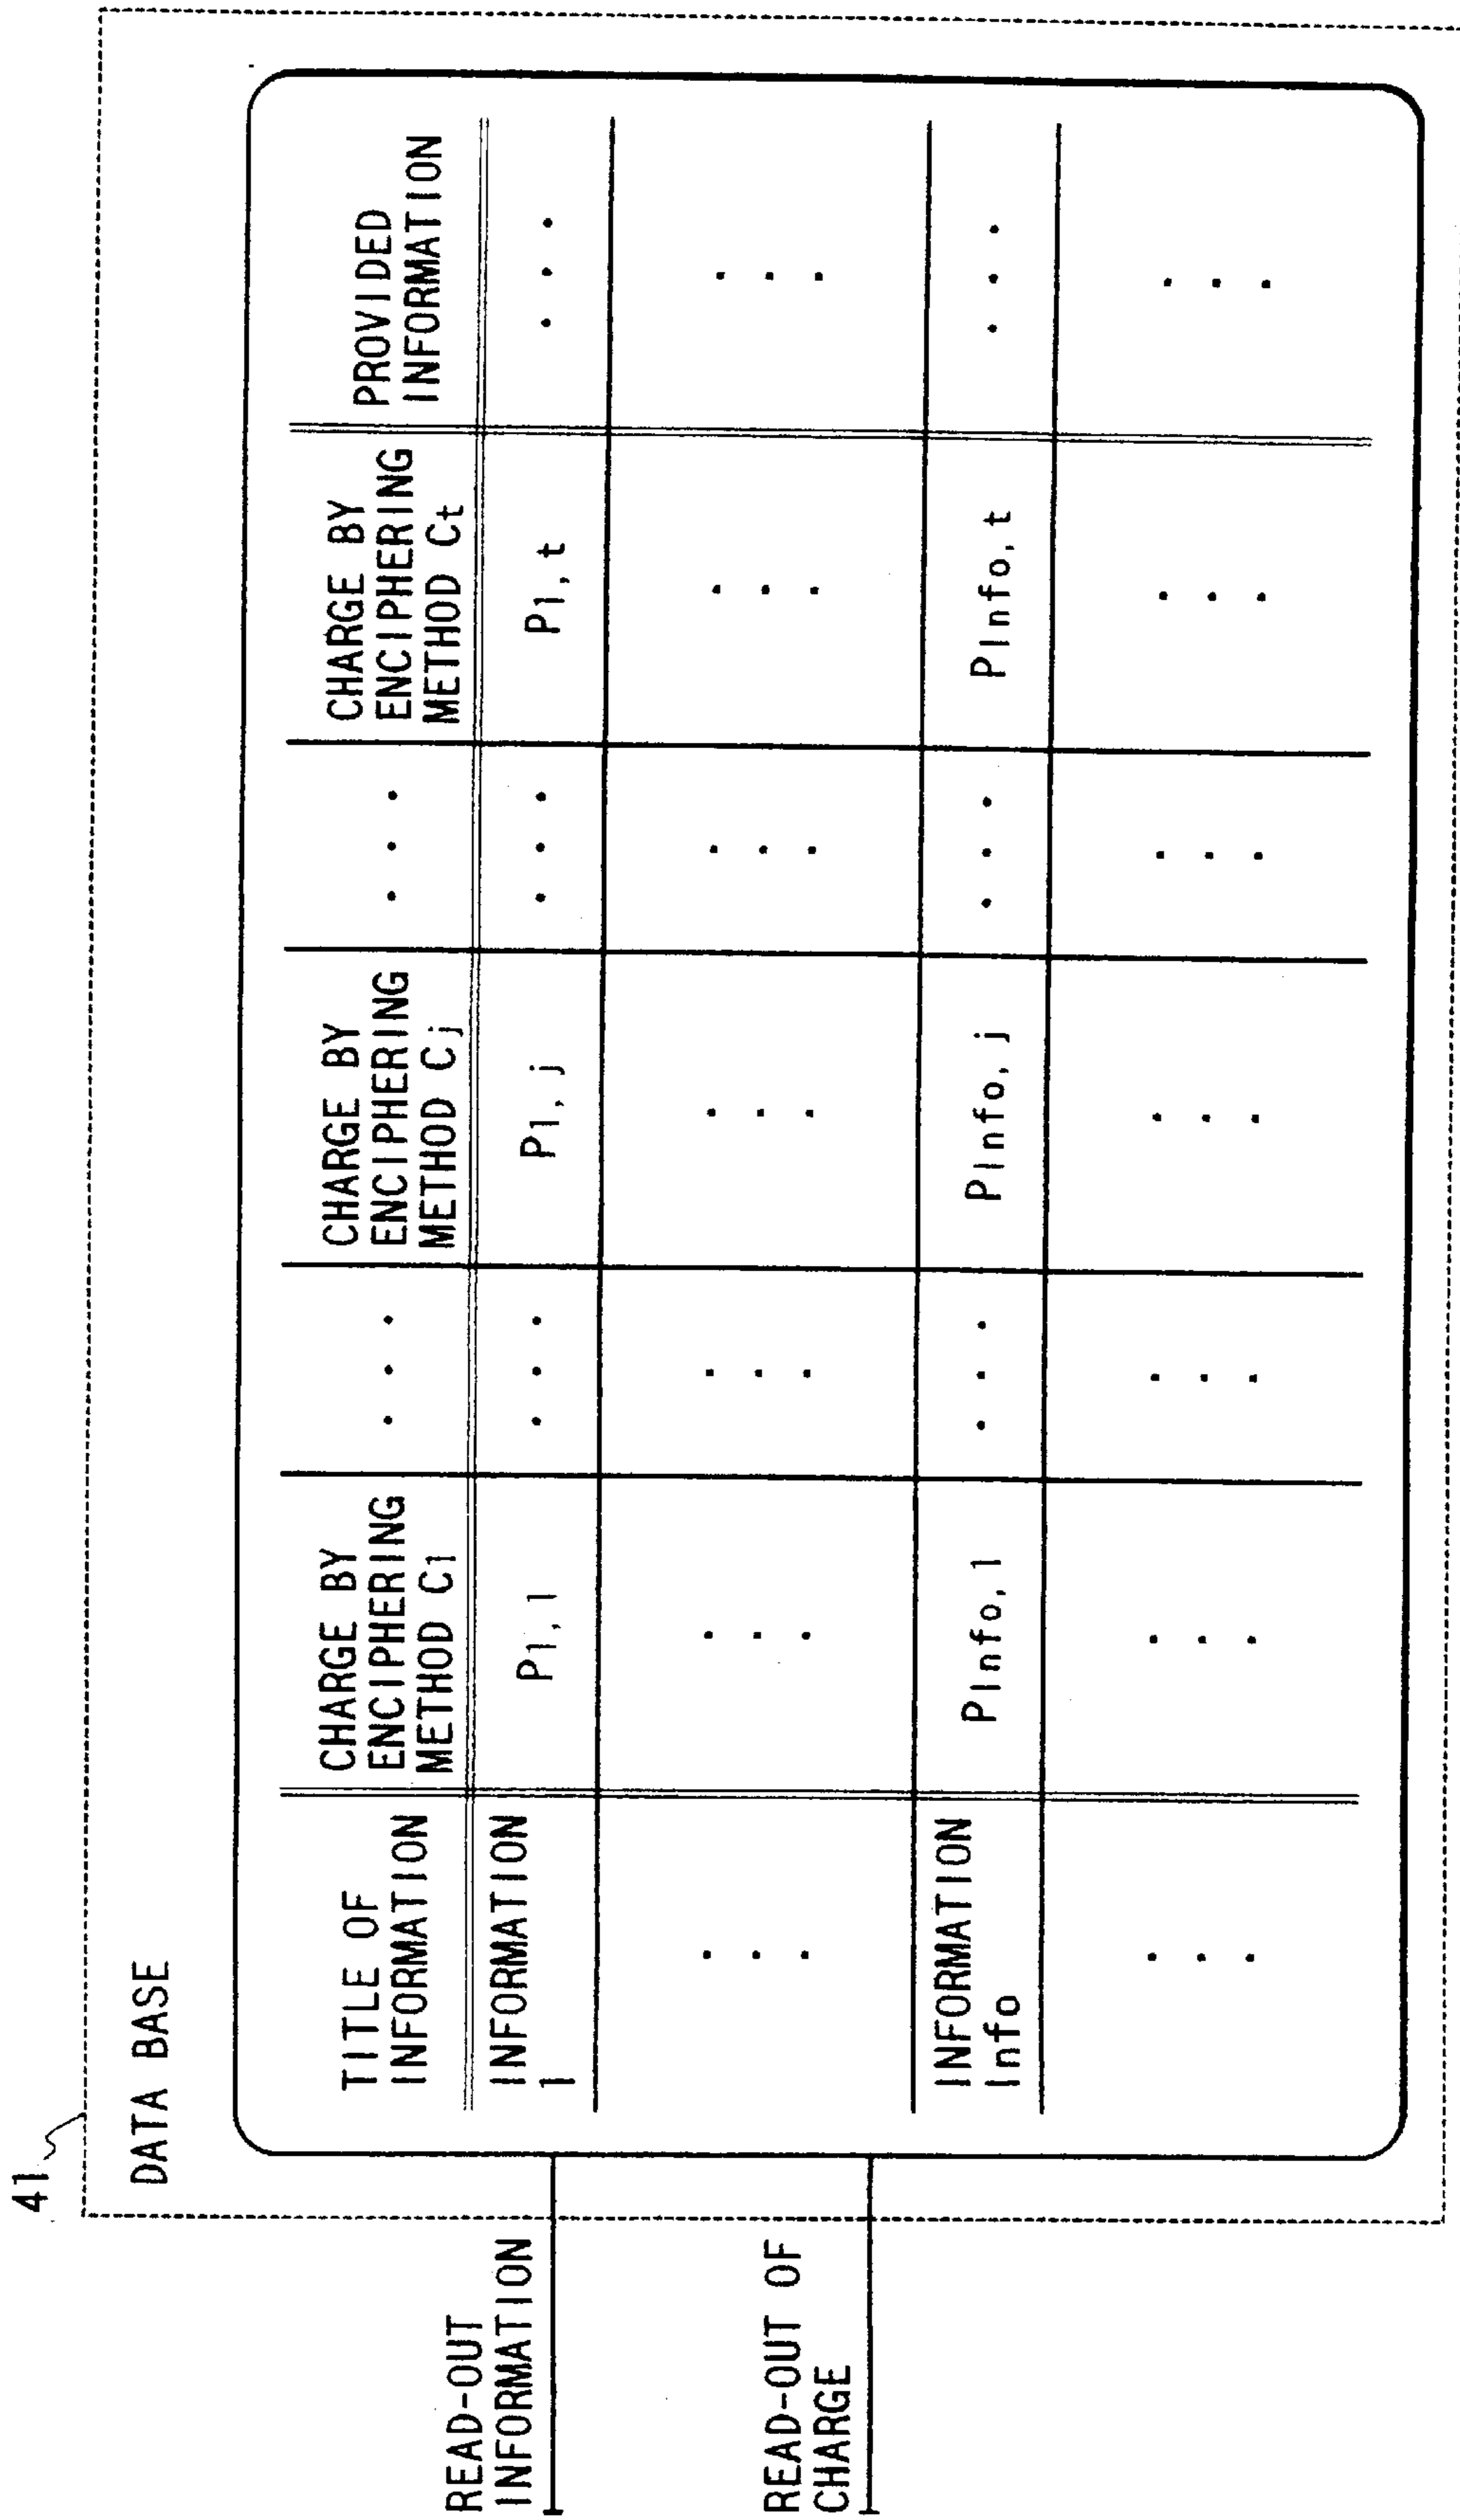 41
DATA BASE
READ-OUT
INFORMATION
READ-OUT OF
CHARGE
TITLE OF
INFORMATION
CHARGE BY
ENCIPHERING
METHOD C1
. . .
CHARGE BY
ENCIPHERING
METHOD Cj
. . .
CHARGE BY
ENCIPHERING
METHOD Ct
PROVIDED
INFORMATION
INFORMATION
1
P1,1
. . .
P1,j
. . .
P1,t
. . .
. . .
. . .
. . .
. . .
. . .
. . .
. . .
INFORMATION
Info
PInfo,1
. . .
PInfo,j
. . .
PInfo,t
. . .
. . .
. . .
. . .
. . .
. . .
. . .
. . .